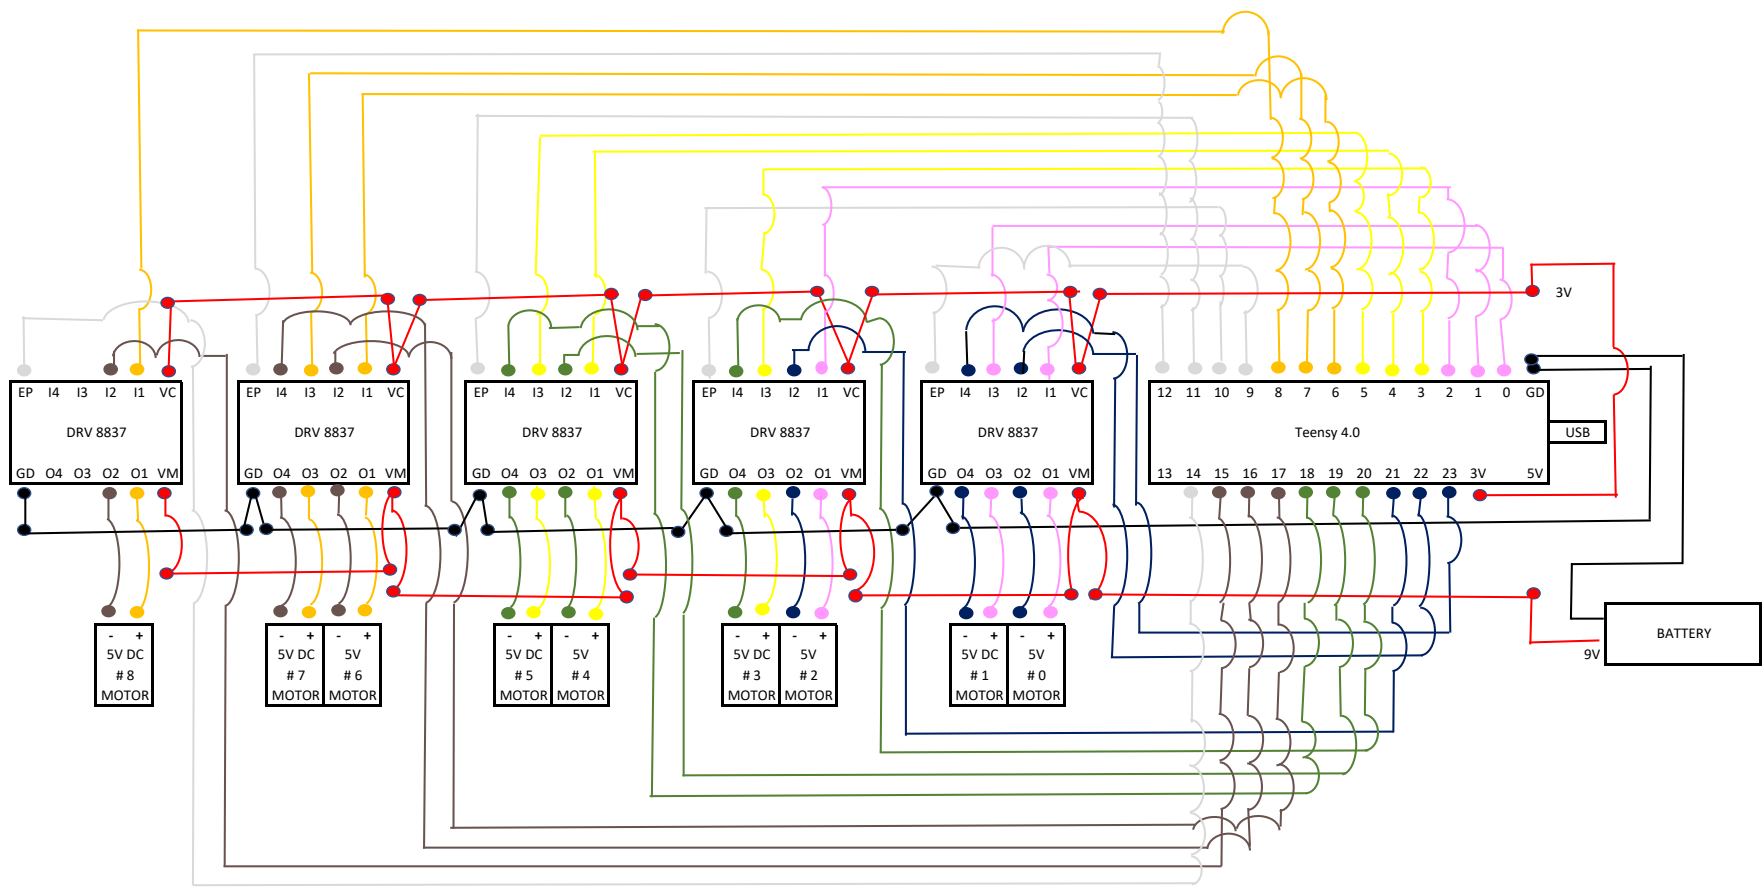 3V
EP I4 I3 I2 I1 VC
DRV 8837
GD O4 O3 O2 O1 VM
EP I4 I3 I2 I1 VC
DRV 8837
GD O4 O3 O2 O1 VM
EP I4 I3 I2 I1 VC
DRV 8837
GD O4 O3 O2 O1 VM
EP I4 I3 I2 I1 VC
DRV 8837
GD O4 O3 O2 O1 VM
EP I4 I3 I2 I1 VC
DRV 8837
GD O4 O3 O2 O1 VM
12 11 10 9 8 7 6 5 4 3 2 1 0 GD
Teensy 4.0
13 14 15 16 17 18 19 20 21 22 23 3V 5V
USB
- +
5V DC
# 8
MOTOR
- +
5V DC
# 7
MOTOR
- +
5V
# 6
MOTOR
- +
5V DC
# 5
MOTOR
- +
5V
# 4
MOTOR
- +
5V DC
# 3
MOTOR
- +
5V
# 2
MOTOR
- +
5V DC
# 1
MOTOR
- +
5V
# 0
MOTOR
BATTERY
9V